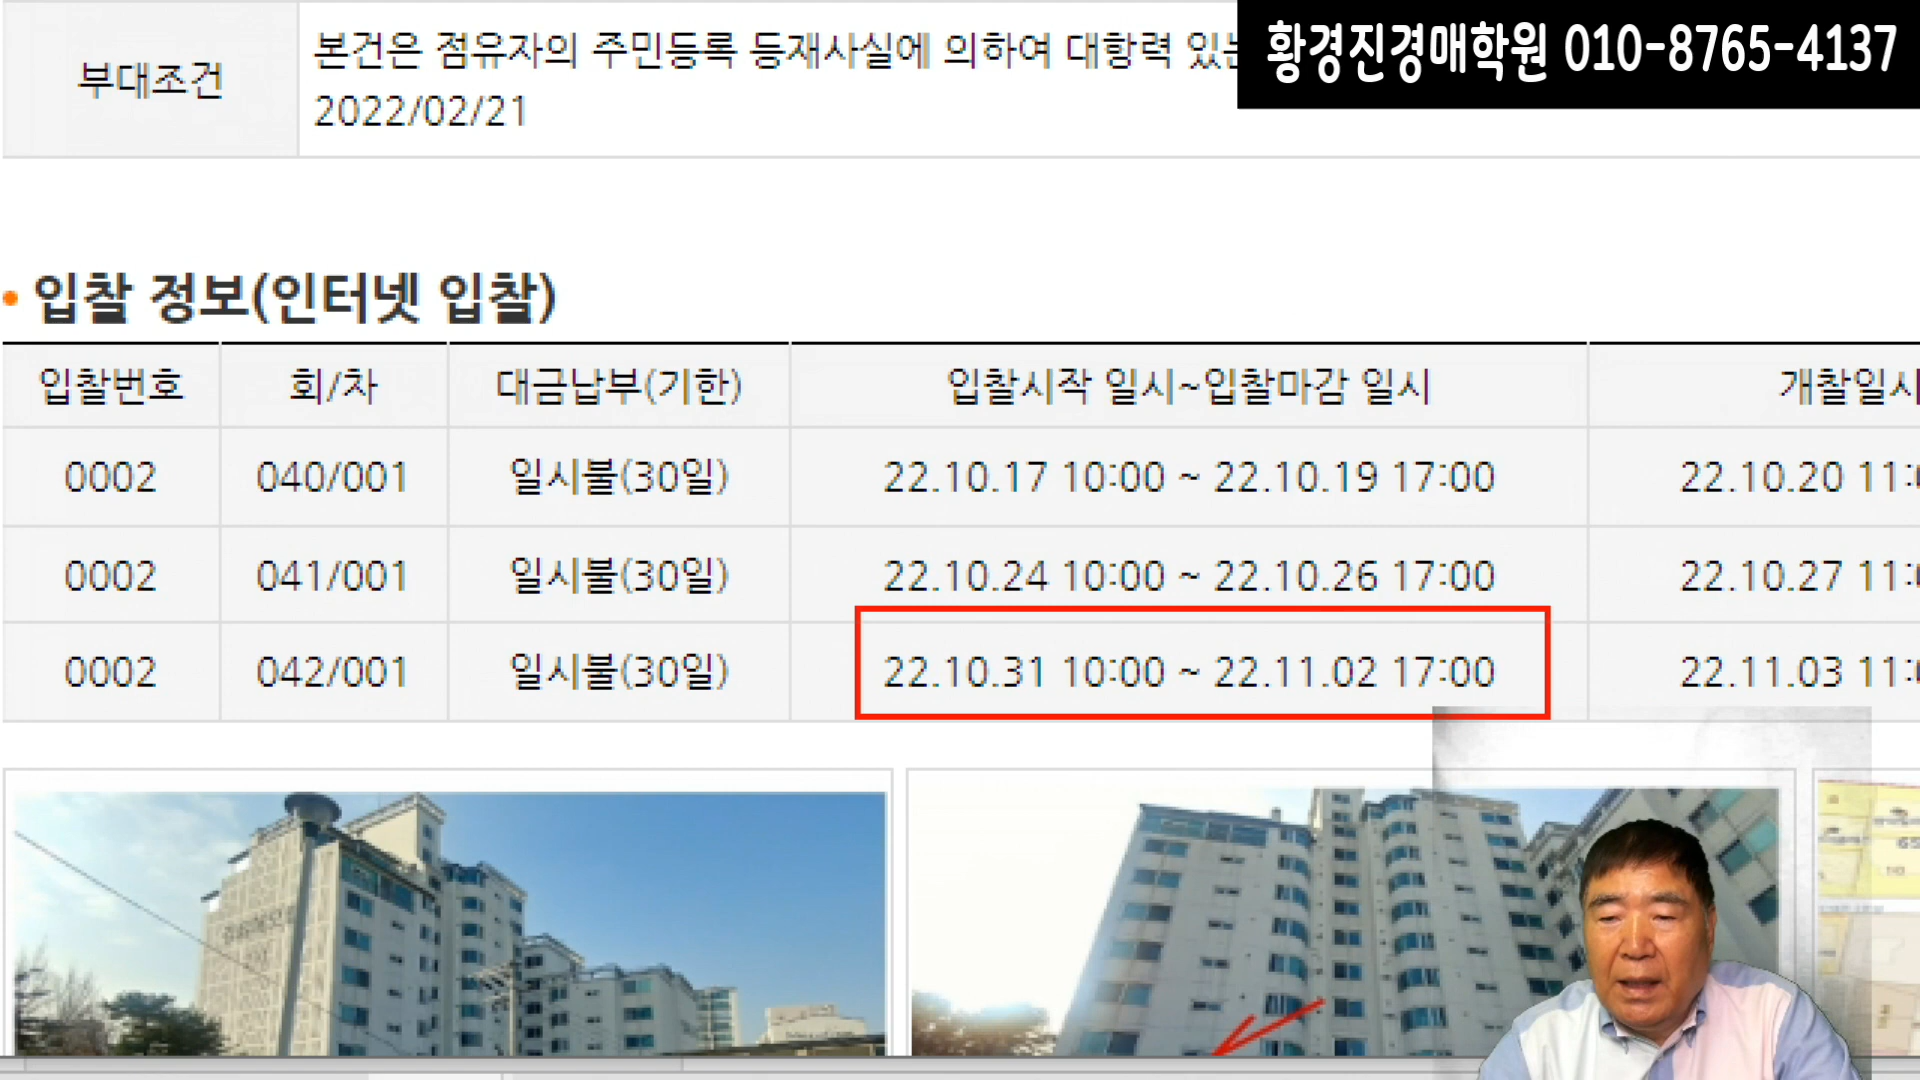 황경진경매학원 010-8765-4137
부대조건
본건은 점유자의 주민등록 등재사실에 의하여 대항력
2022/02/21
입찰 정보(인터넷 입찰)
입찰번호 회/차 대금납부(기한) 입찰시작 일시~입찰마감 일시 개찰일시
0002 040/001 일시불(30일) 22.10.17 10:00 ~ 22.10.19 17:00 22.10.20
0002 041/001 일시불(30일) 22.10.24 10:00 ~ 22.10.26 17:00 22.10.27
0002 042/001 일시불(30일) 22.10.31 10:00 ~ 22.11.02 17:00 22.11.03